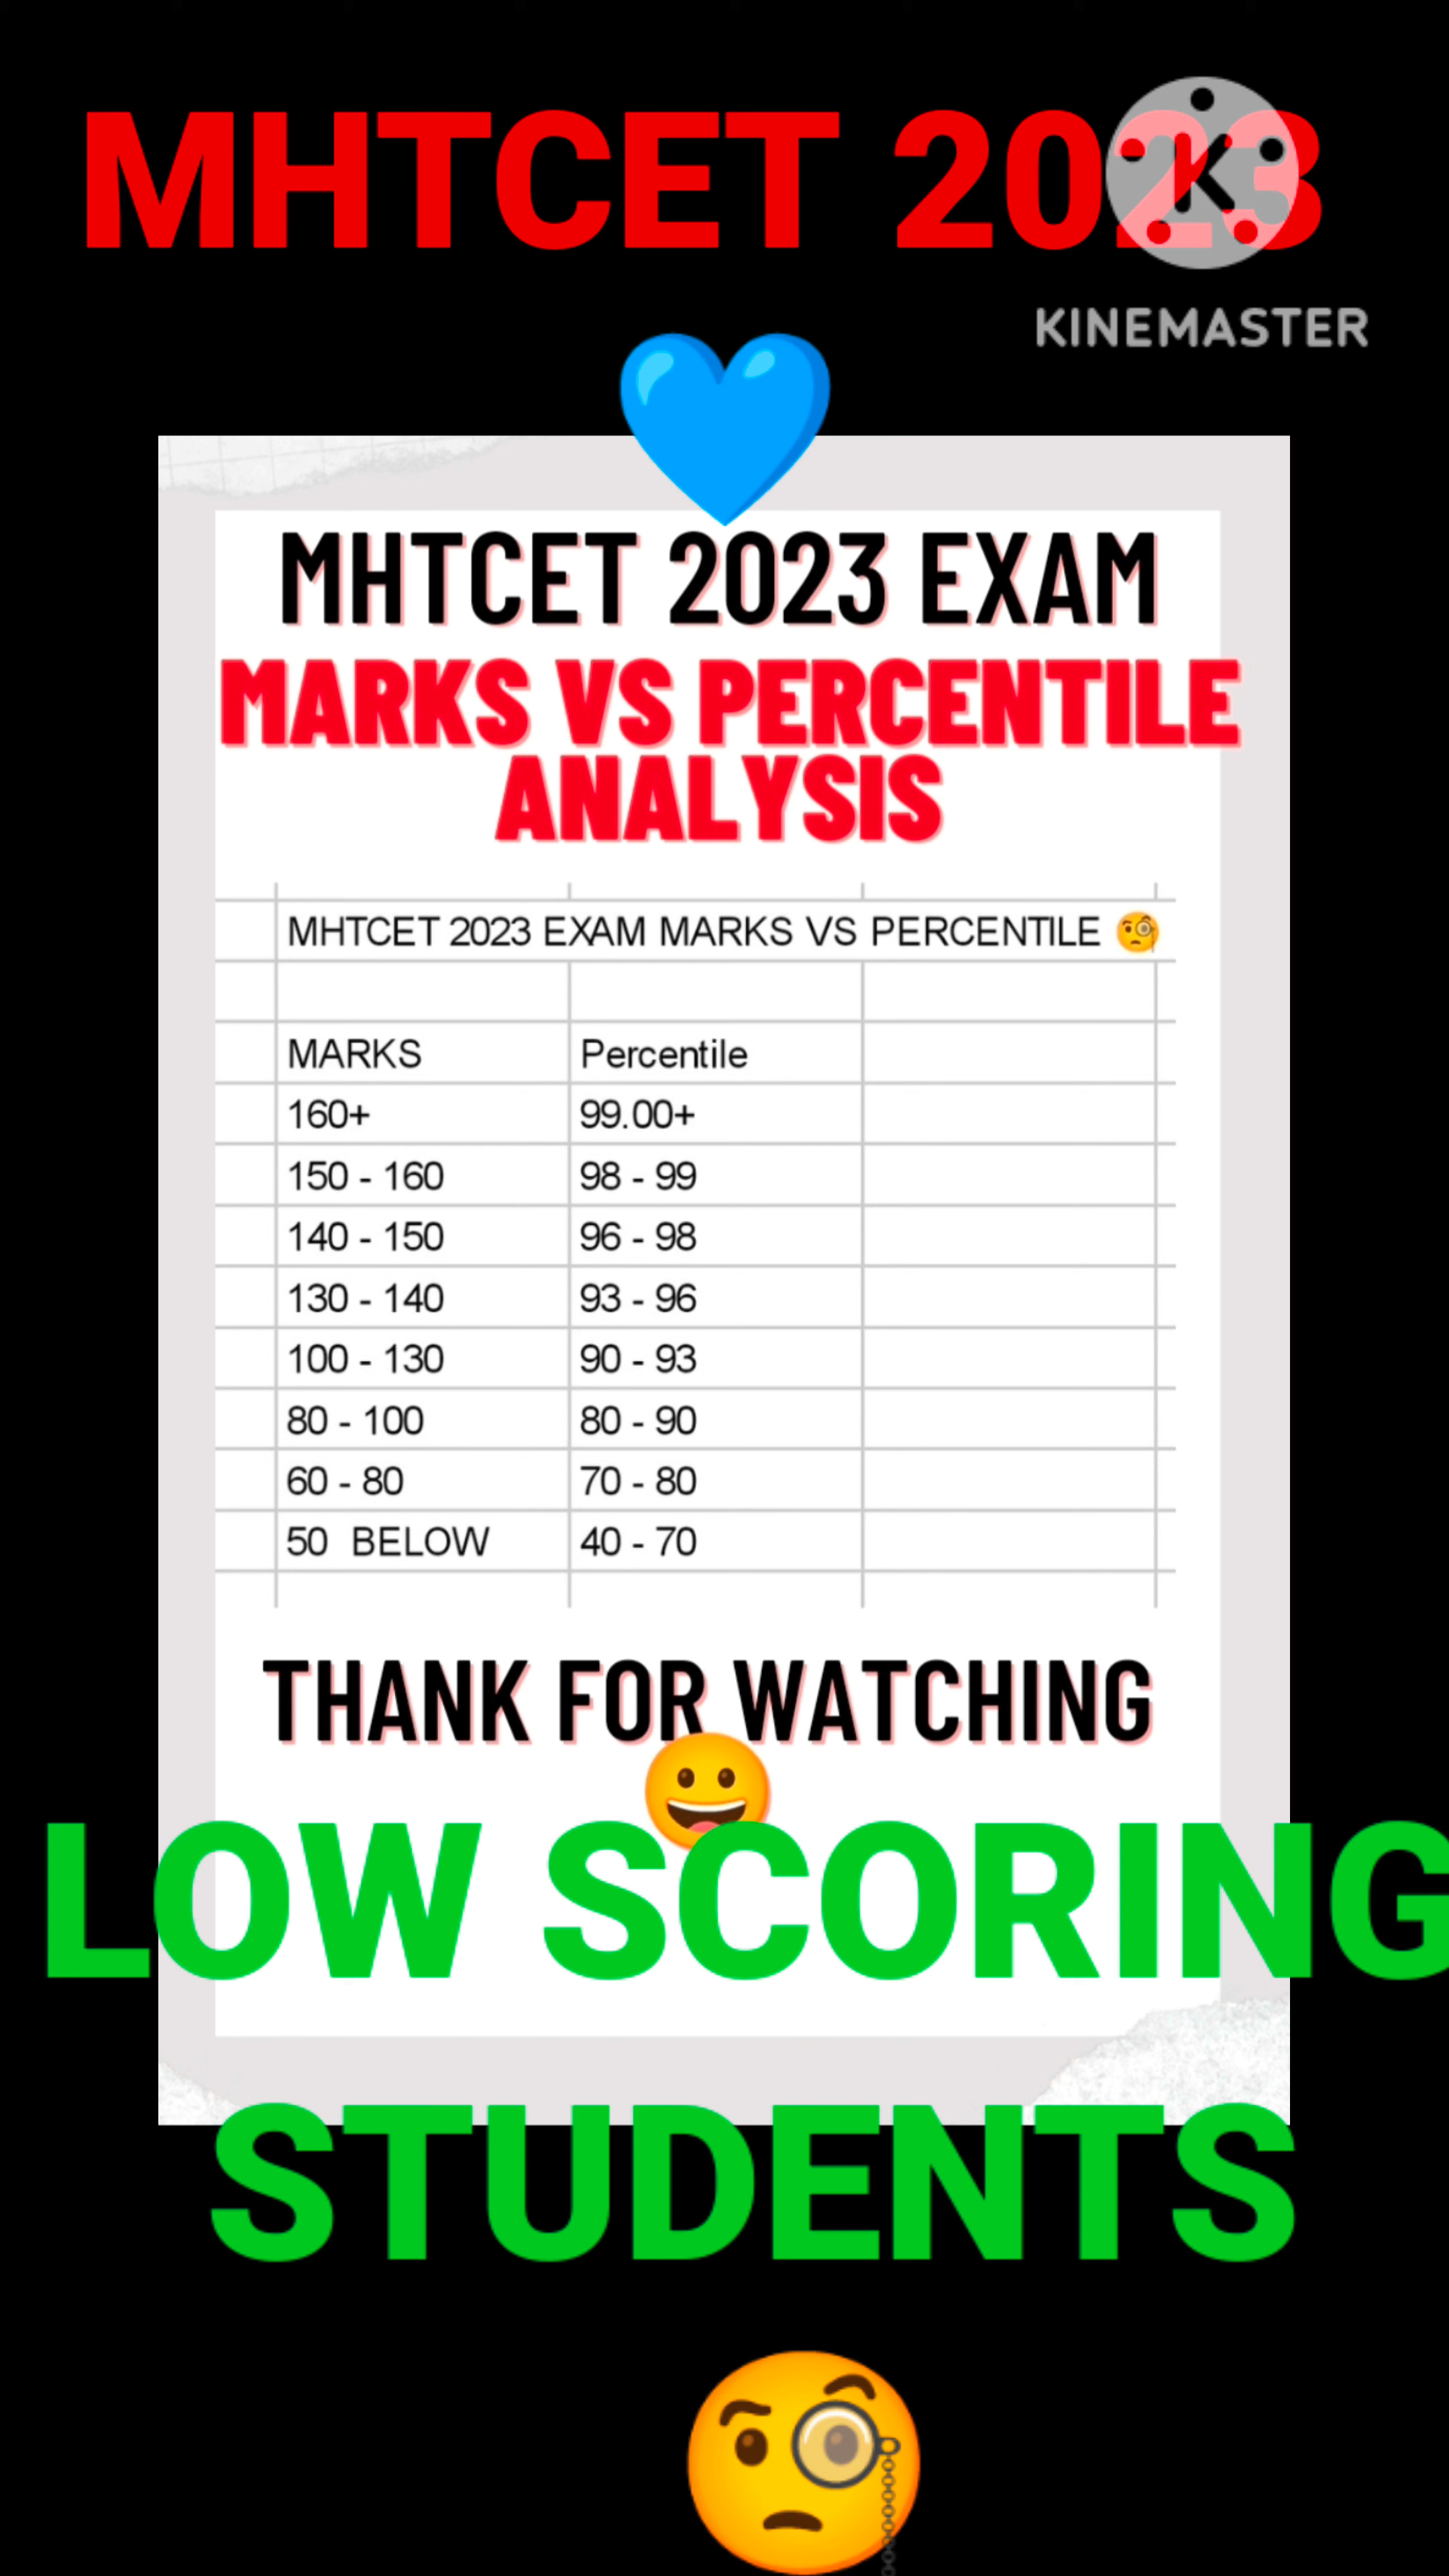 MHTCET 2023
KINEMASTER
MHTCET 2023 EXAM
MARKS VS PERCENTILE
ANALYSIS
MHTCET 2023 EXAM MARKS VS PERCENTILE 🧐
MARKS Percentile
160+ 99.00+
150 - 160 98 - 99
140 - 150 96 - 98
130 - 140 93 - 96
100 - 130 90 - 93
80 - 100 80 - 90
60 - 80 70 - 80
50 BELOW 40 - 70
THANK FOR WATCHING
LOW SCORING
STUDENTS